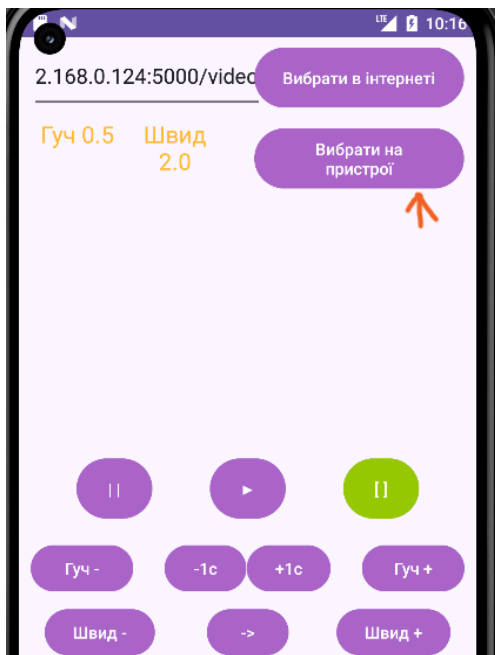 LTE 10:16
2.168.0.124:5000/video
Вибрати в інтернеті
Гуч 0.5 Швид
2.0
Вибрати на
пристрої
|| ► []
Гуч - -1с +1с Гуч +
Швид - -> Швид +